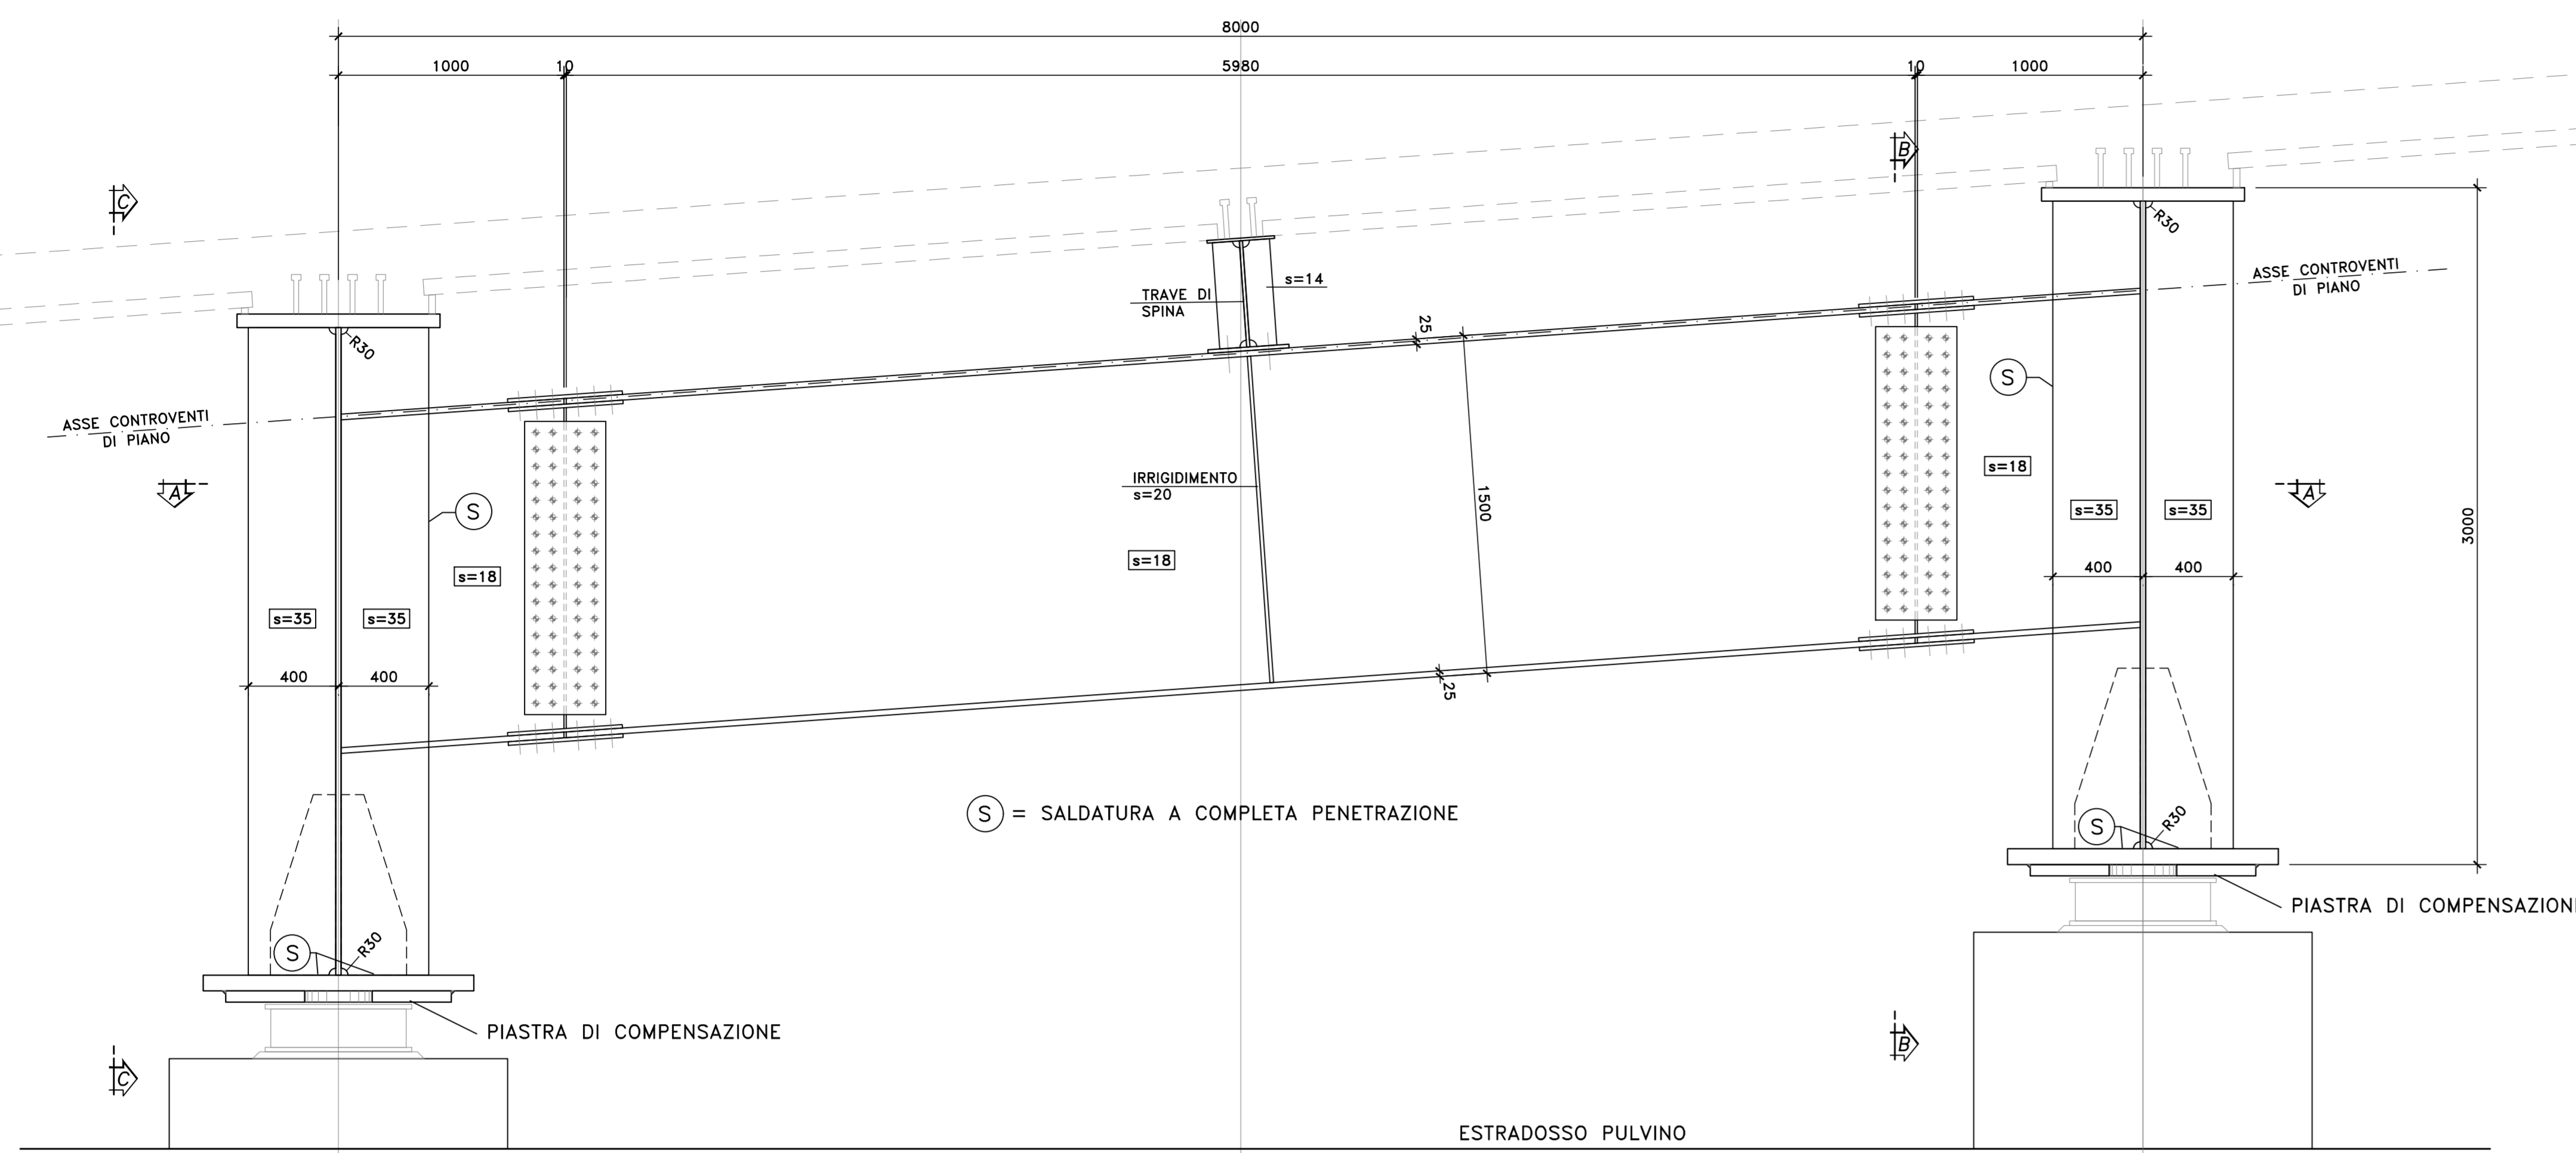 8000
1000
10
5980
10
1000
B
C
R30
ASSE CONTROVENTI
DI PIANO
s=14
TRAVE DI
SPINA
25
R30
S
ASSE CONTROVENTI
DI PIANO
A
S
s=18
IRRIGIDIMENTO
s=20
1500
s=18
A
s=35
s=35
3000
s=18
s=18
400
400
s=35
s=35
400
400
25
S = SALDATURA A COMPLETA PENETRAZIONE
S
R30
PIASTRA DI COMPENSAZION
S
R30
PIASTRA DI COMPENSAZIONE
B
C
ESTRADOSSO PULVINO